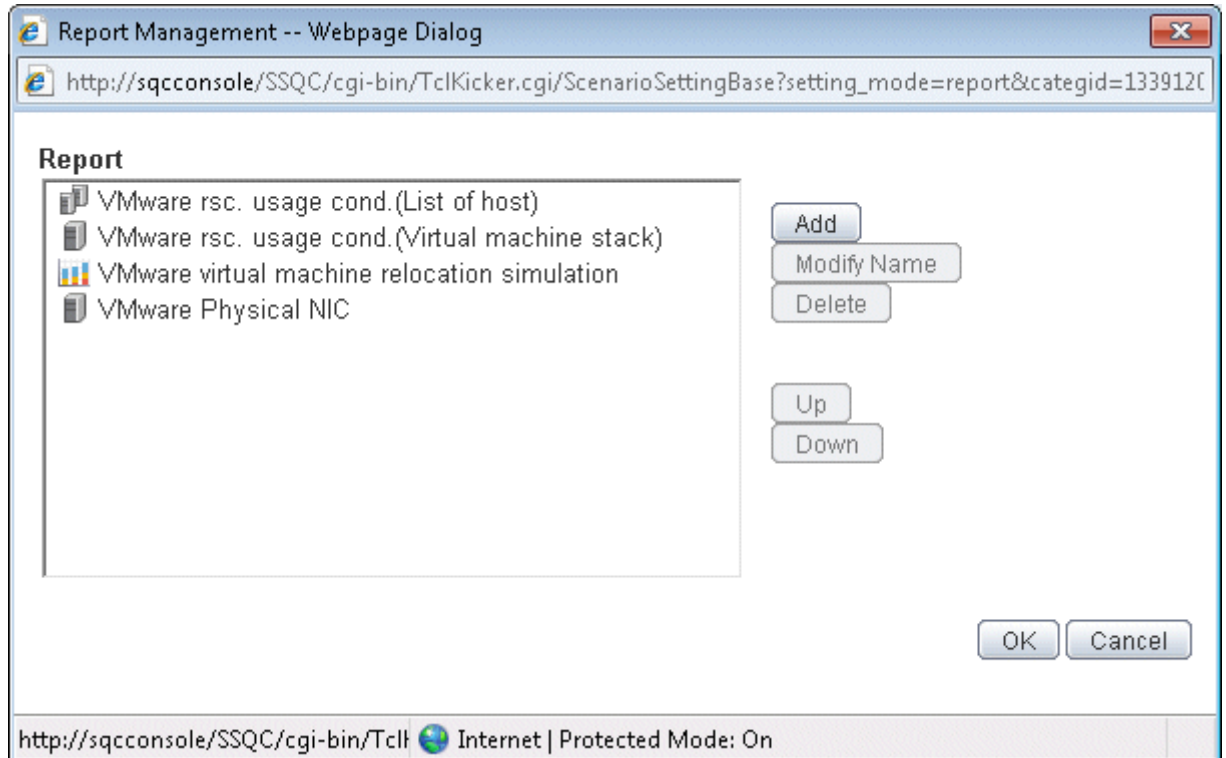 Report Management -- Webpage Dialog
http://sqcconsole/SSQC/cgi-bin/TclKicker.cgi/ScenarioSettingBase?setting_mode=report&categid=133912
Report
VMware rsc. usage cond.(List of host)
VMware rsc. usage cond.(Virtual machine stack)
VMware virtual machine relocation simulation
VMware Physical NIC
Add
Modify Name
Delete
Up
Down
OK Cancel
http://sqcconsole/SSQC/cgi-bin/Tcl Internet | Protected Mode: On